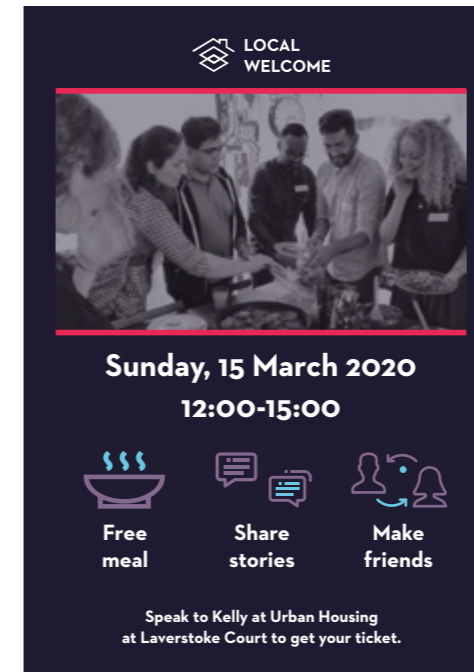 LOCAL
WELCOME
Sunday, 15 March 2020
12:00-15:00
Free
meal
Share
stories
Make
friends
Speak to Kelly at Urban Housing
at Laverstoke Court to get your ticket.